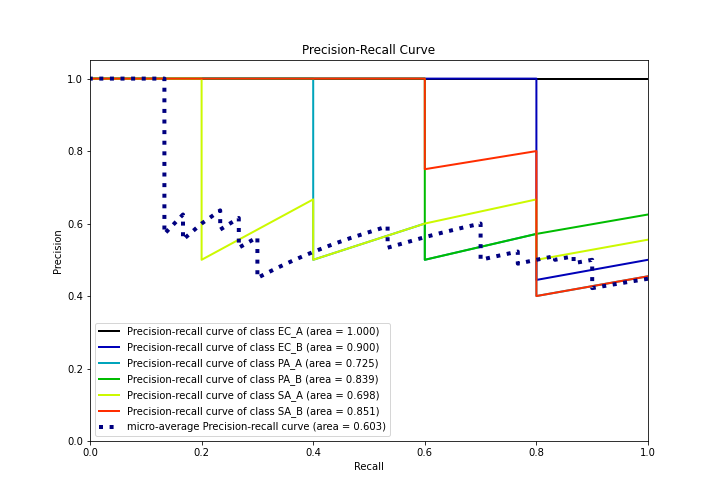 Precision-Recall Curve
1.0
0.8
0.6
0.4
0.2
0.0
Precision
Precision-recall curve of class EC_A (area = 1.000)
Precision-recall curve of class EC_B (area = 0.900)
Precision-recall curve of class PA_A (area = 0.725)
Precision-recall curve of class PA_B (area = 0.839)
Precision-recall curve of class SA_A (area = 0.698)
Precision-recall curve of class SA_B (area = 0.851)
micro-average Precision-recall curve (area = 0.603)
0.0 0.2 0.4 0.6 0.8 1.0
Recall